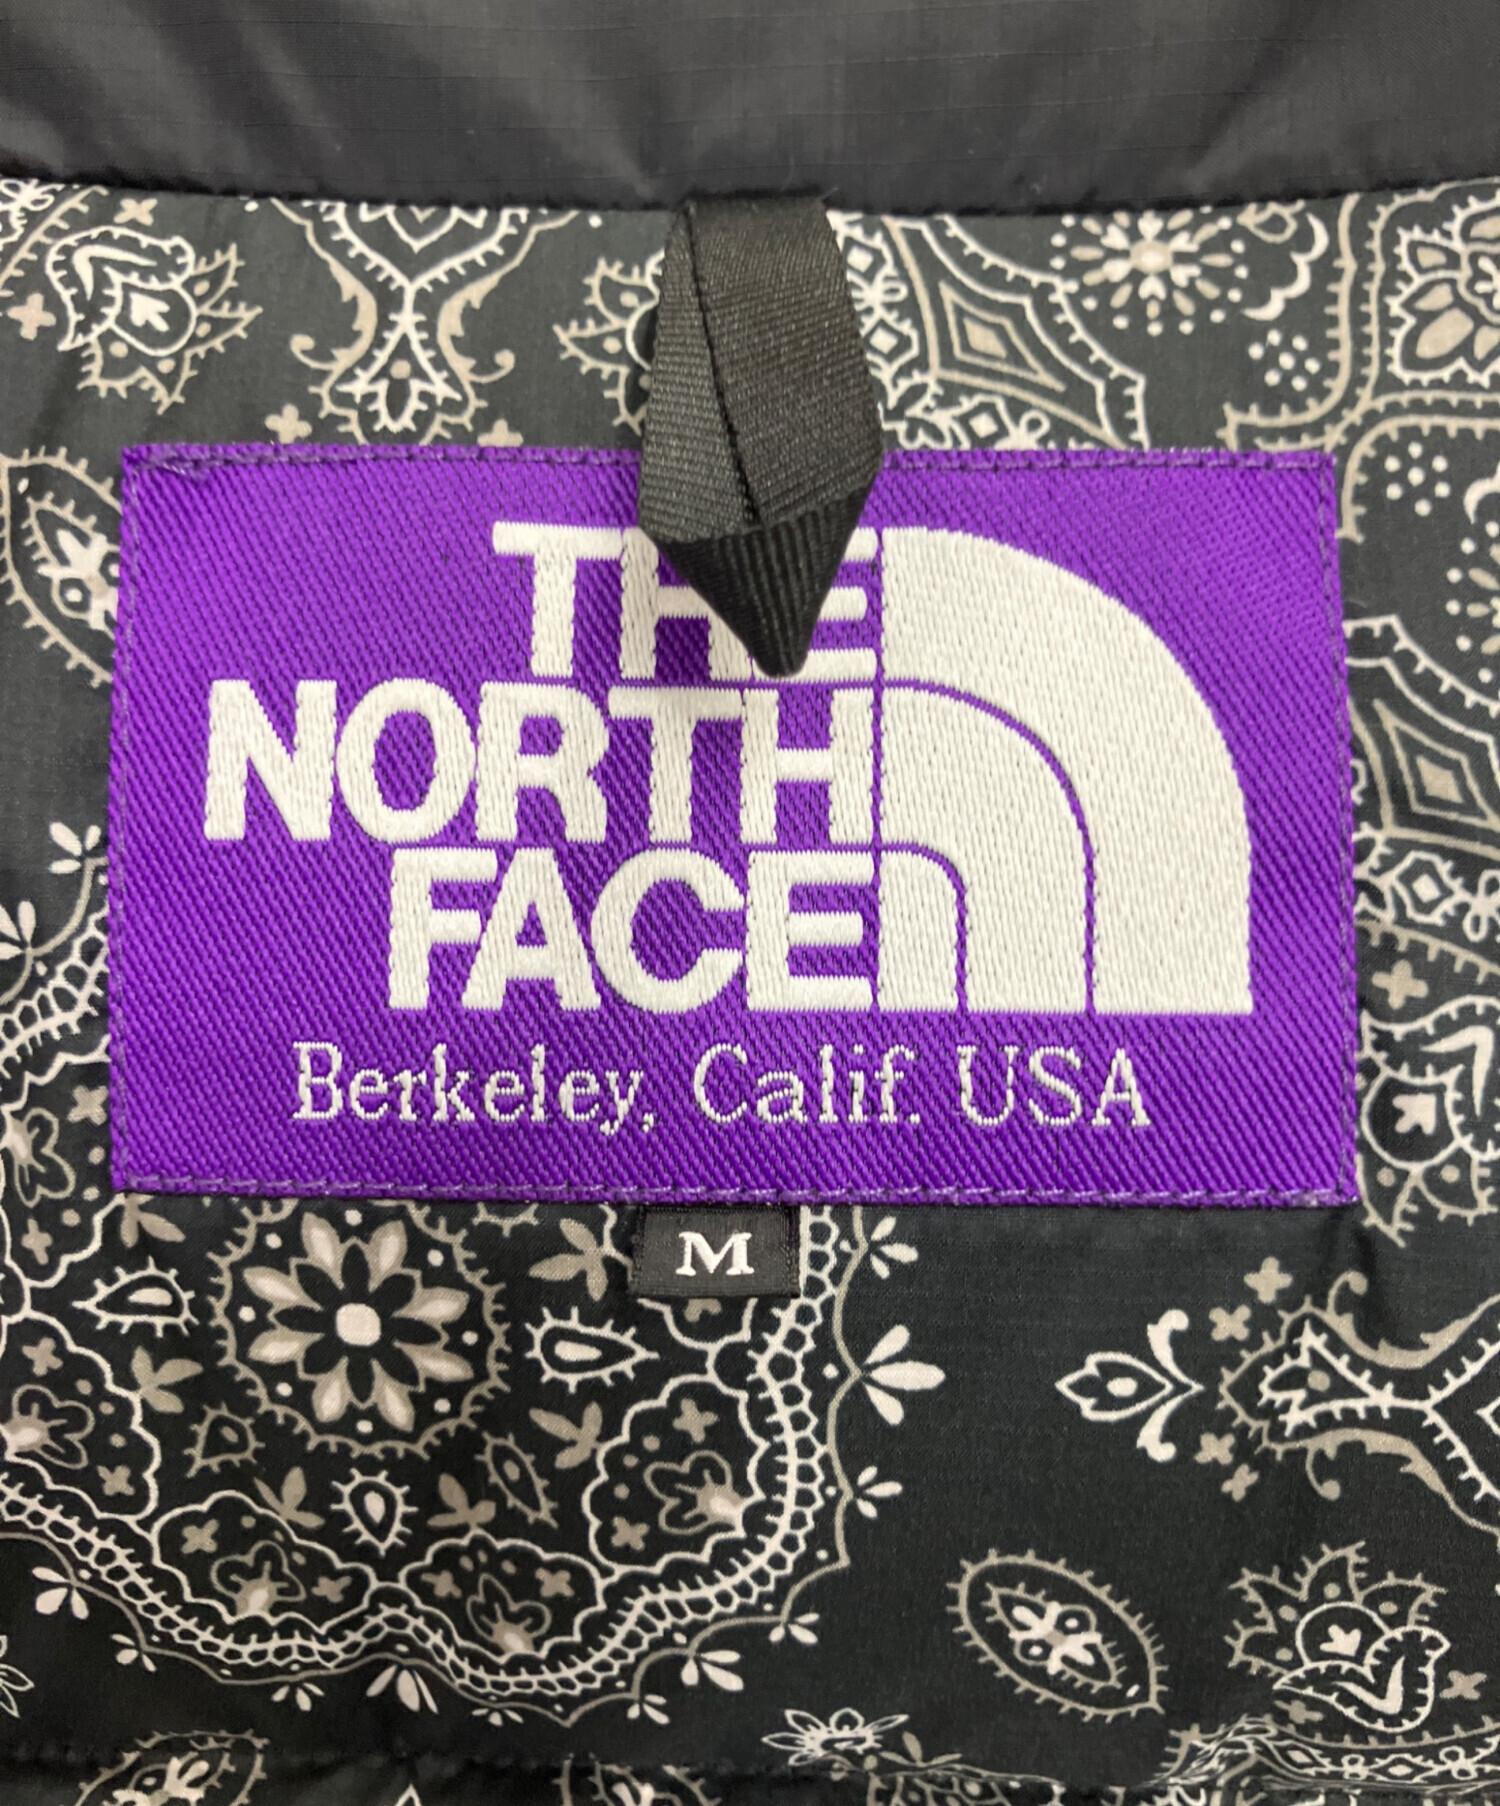 THE
NORTH
FACE
Berkeley, Calif. USA
M